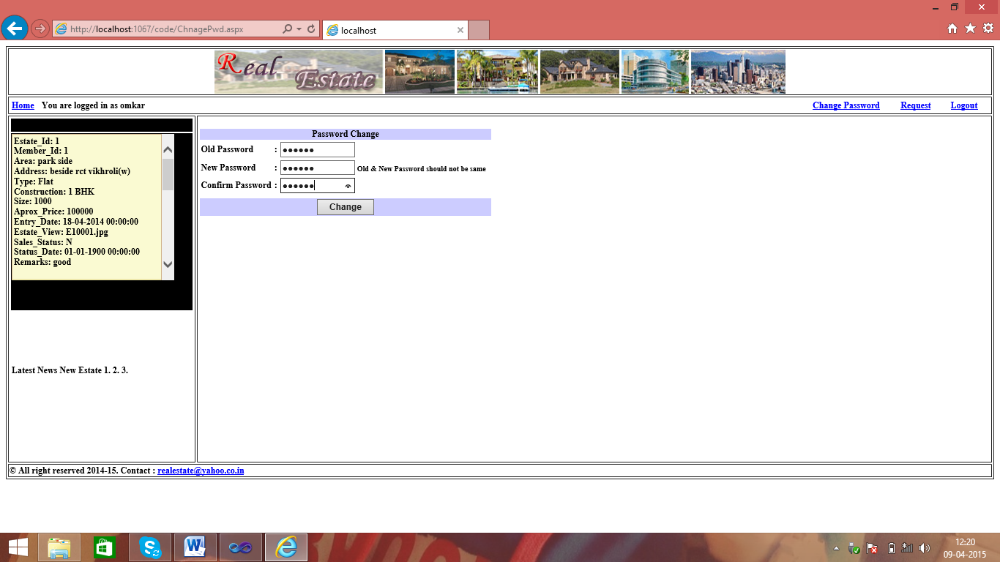 http://localhost:1067/code/ChnagePwd.aspx
localhost
Real Estate
Home You are logged in as omkar
Change Password Request Logout
Estate_Id: 1
Member_Id: 1
Area: park side
Address: beside rct vikhroli(w)
Type: Flat
Construction: 1 BHK
Size: 1000
Aprox_Price: 100000
Entry_Date: 18-04-2014 00:00:00
Estate_View: E10001.jpg
Sales_Status: N
Status_Date: 01-01-1900 00:00:00
Remarks: good
Latest News New Estate 1. 2. 3.
Password Change
Old Password : ●●●●●●
New Password : ●●●●●● Old & New Password should not be same
Confirm Password : ●●●●●●
Change
© All right reserved 2014-15. Contact : realestate@yahoo.co.in
12:20
09-04-2015